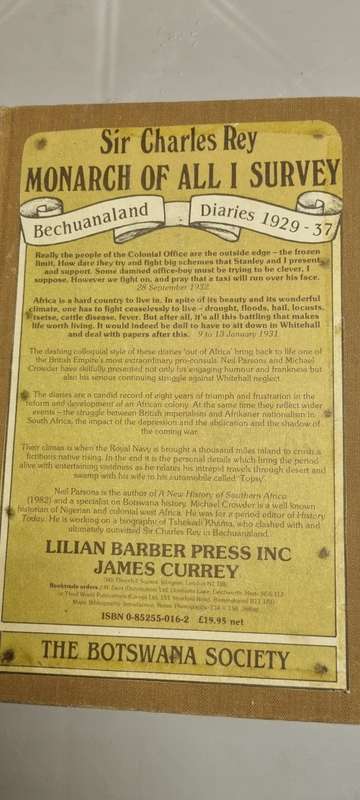 Sir Charles Rey
MONARCH OF ALL I SURVEY
Bechuanaland Diaries 1929 - 37
Really the people of the Colonial Office are the outside edge – the frozen
limit. How dare they try and fight big schemes that Stanley and I present
and support. Some damned office-boy must be trying to be clever, I
suppose. However we fight on, and pray that a taxi will run over his face.
28 September 1932
Africa is a hard country to live in. In spite of its beauty and its wonderful
climate, one has to fight ceaselessly to live – drought, floods, hail, locusts,
tsetse, cattle disease, fever. But after all, it's all this battling that makes
life worth living. It would indeed be dull to have to sit down in Whitehall
and deal with papers after this. 9 to 13 January 1931
The dashing colloquial style of these diaries 'out of Africa' bring back to life one of
the British Empire's most extraordinary pro-consuls. Neil Parsons and Michael
Crowder have skilfully presented not only his engaging humour and frankness but
also his serious continuing struggle against Whitehall neglect.
The diaries are a candid record of eight years of triumph and frustration in the
reform and development of an African colony. At the same time they reflect wider
events – the struggle between British imperialism and Afrikaner nationalism in
South Africa, the impact of the depression and the abdication and the shadow of
the coming war.
Their climax is when the Royal Navy is brought a thousand miles inland to crush a
fictitious native rising. In the end it is the personal details which bring the period
alive with entertaining vividness as he relates his intrepid travels through desert and
swamp with his wife to his automobile called 'Topsy'.
Neil Parsons is the author of A New History of Southern Africa
(1982) and a specialist on Botswana history. Michael Crowder is a well known
historian of Nigerian and colonial west Africa. He was for a period editor of History
Today. He is working on a biography of Tshekedi Khama, who clashed with and
ultimately outwitted Sir Charles Rey in Bechuanaland.
LILIAN BARBER PRESS INC
JAMES CURREY
Thornhill Square, Islington, London N1 1BE
Booktrade orders
ISBN 0-85255-016-2 £19.95 net
THE BOTSWANA SOCIETY